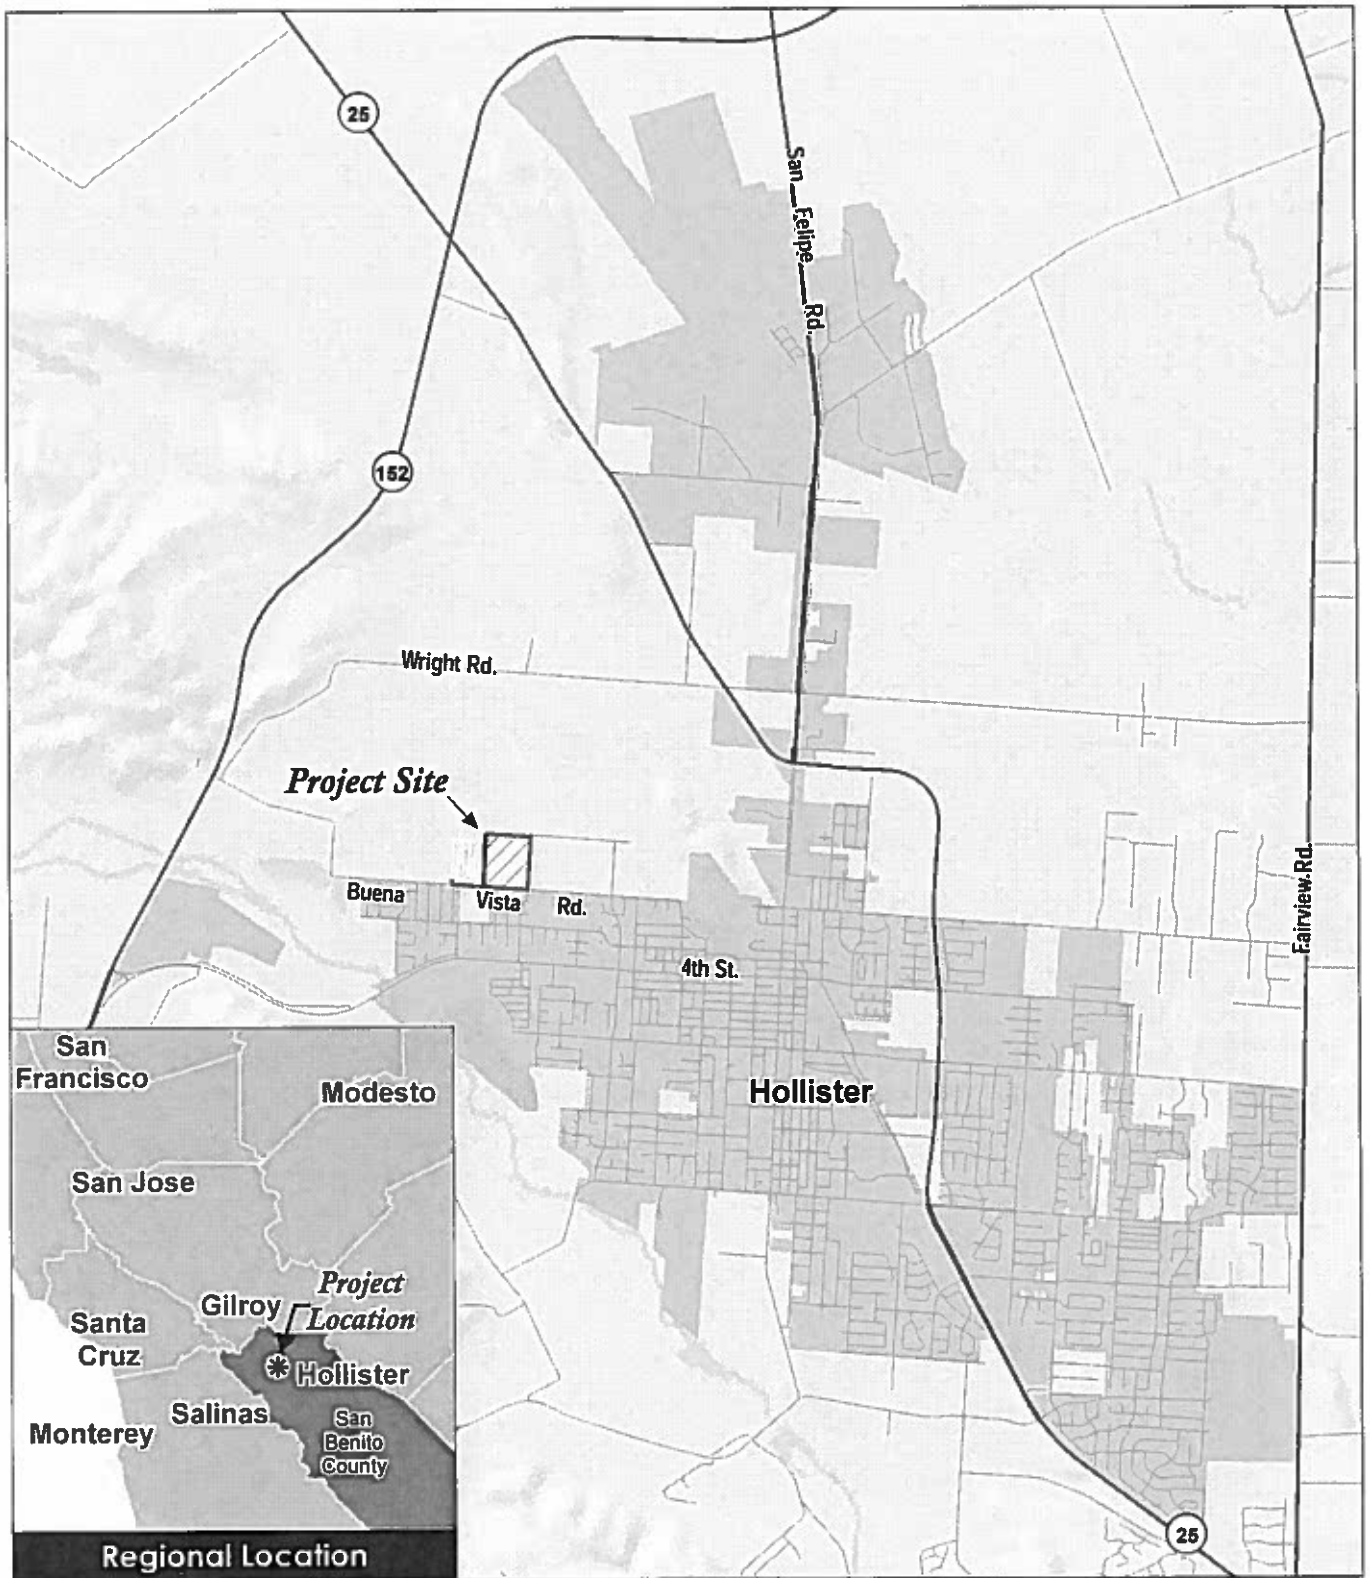 25
San Felipe Rd.
152
Wright Rd.
Project Site
Buena Vista Rd.
Fairview Rd.
4th St.
Hollister
San
Francisco
Modesto
San Jose
Project
Location
Gilroy
Santa
Cruz
Hollister
Salinas
Monterey
San
Benito
County
25
Regional Location